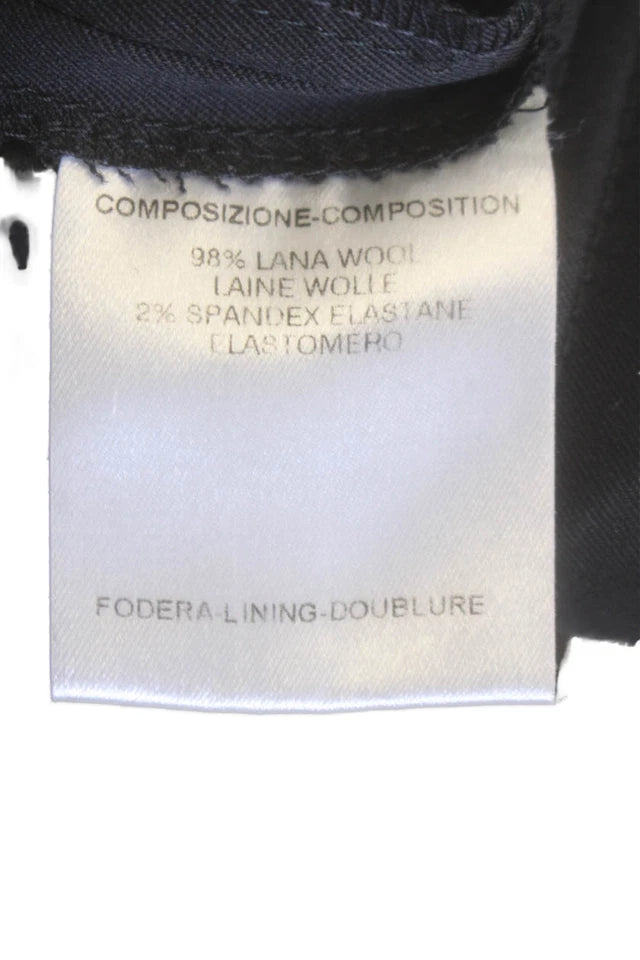 COMPOSIZIONE-COMPOSITION
98% LANA WOOL
LAINE WOLLE
2% SPANDEX ELASTANE
ELASTOMERO
FODERA-LINING-DOUBLURE